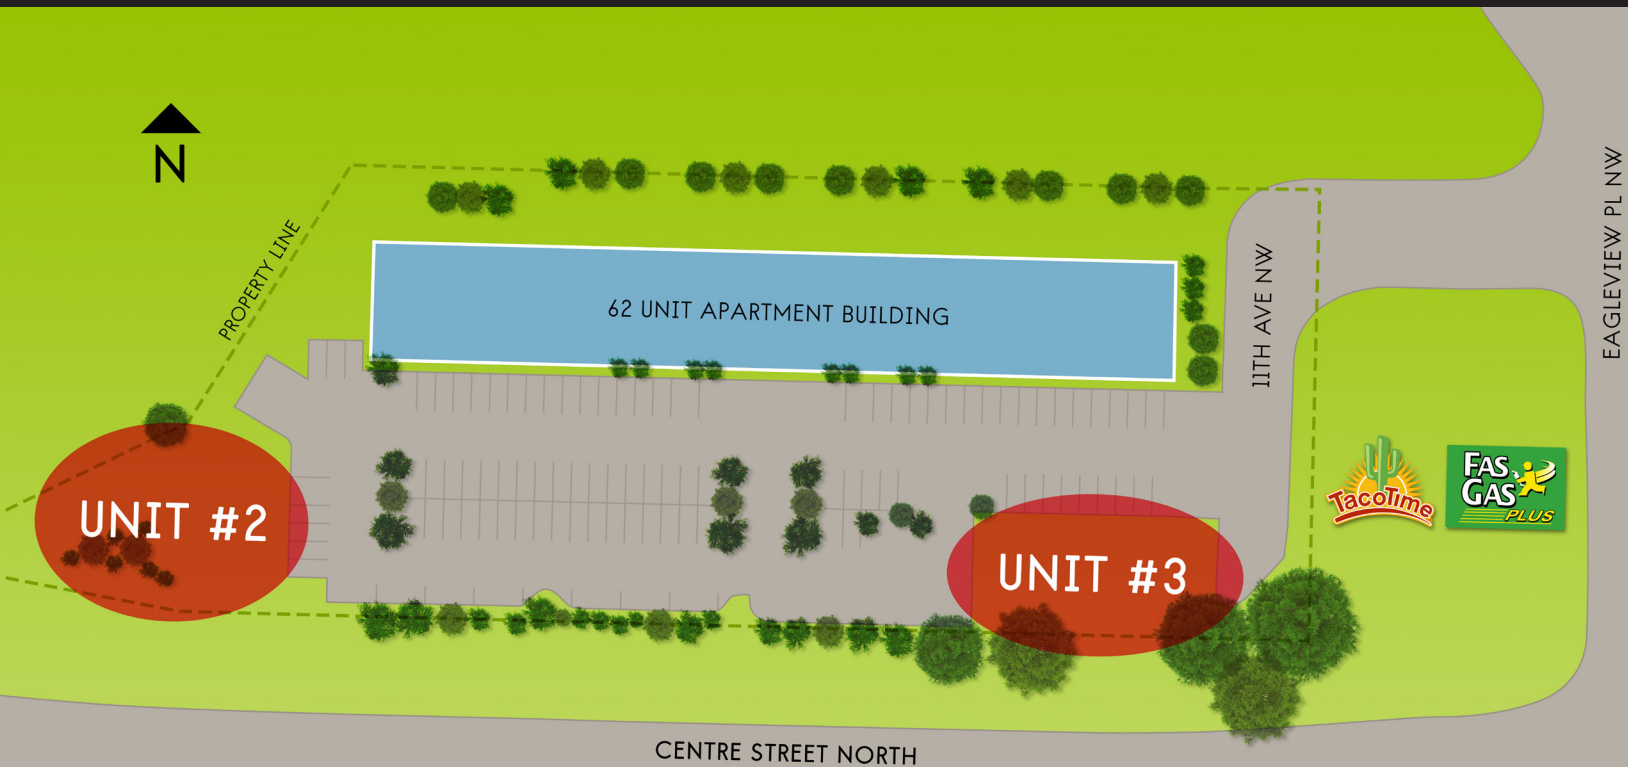 N
PROPERTY LINE
62 UNIT APARTMENT BUILDING
11TH AVE NW
EAGLEVIEW PL NW
TacoTime
FAS
GAS
PLUS
UNIT #2
UNIT #3
CENTRE STREET NORTH